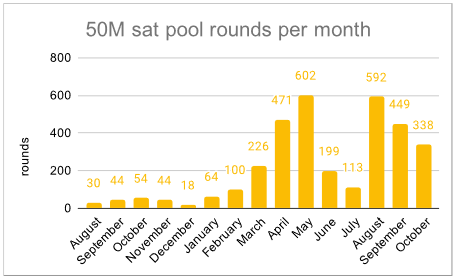 50M sat pool rounds per month
rounds
800
600
400
200
0
30
44
54
44
18
64
100
226
471
602
199
113
592
449
338
August
September
October
November
December
January
February
March
April
May
June
July
August
September
October